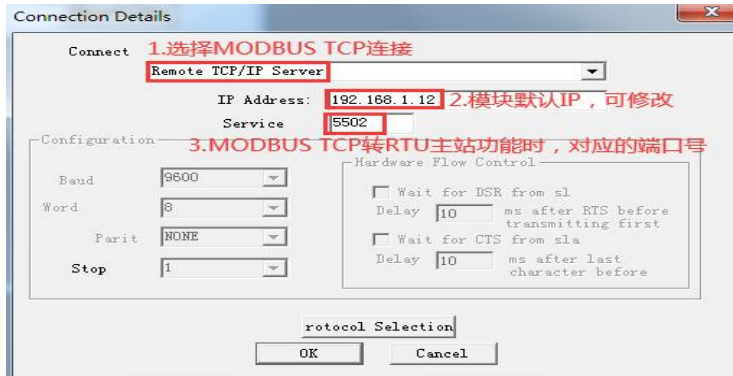 Connection Details
Connect 1.选择MODBUS TCP连接
Remote TCP/IP Server
IP Address: 192.168.1.12 2.模块默认IP，可修改
Service 5502
Configuration 3.MODBUS TCP转RTU主站功能时，对应的端口号
Hardware Flow Control
Baud 9600
Wait for DSR from sl
Word 8
Delay 10 ms after RTS before
transmitting first
Parit NONE
Wait for CTS from sla
Stop 1
Delay 10 ms after last
character before
rotocol Selection
OK Cancel